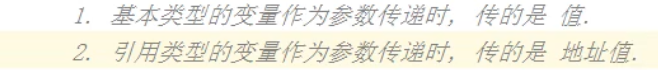 1. 基本类型的变量作为参数传递时, 传的是 值.
2. 引用类型的变量作为参数传递时, 传的是 地址值.